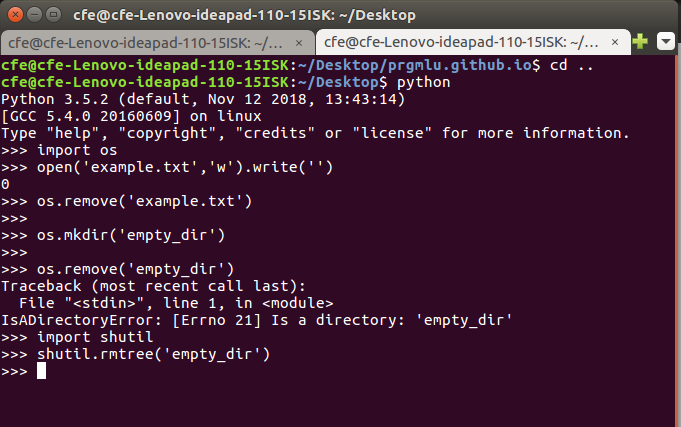 cfe@cfe-Lenovo-ideapad-110-15ISK: ~/Desktop
cfe@cfe-Lenovo-ideapad-110-15ISK: ~/... × cfe@cfe-Lenovo-ideapad-110-15ISK: ~/... ×
cfe@cfe-Lenovo-ideapad-110-15ISK:~/Desktop/prgmlu.github.io$ cd ..
cfe@cfe-Lenovo-ideapad-110-15ISK:~/Desktop$ python
Python 3.5.2 (default, Nov 12 2018, 13:43:14)
[GCC 5.4.0 20160609] on linux
Type "help", "copyright", "credits" or "license" for more information.
>>> import os
>>> open('example.txt','w').write('')
0
>>> os.remove('example.txt')
>>>
>>> os.mkdir('empty_dir')
>>>
>>> os.remove('empty_dir')
Traceback (most recent call last):
  File "<stdin>", line 1, in <module>
IsADirectoryError: [Errno 21] Is a directory: 'empty_dir'
>>> import shutil
>>> shutil.rmtree('empty_dir')
>>>